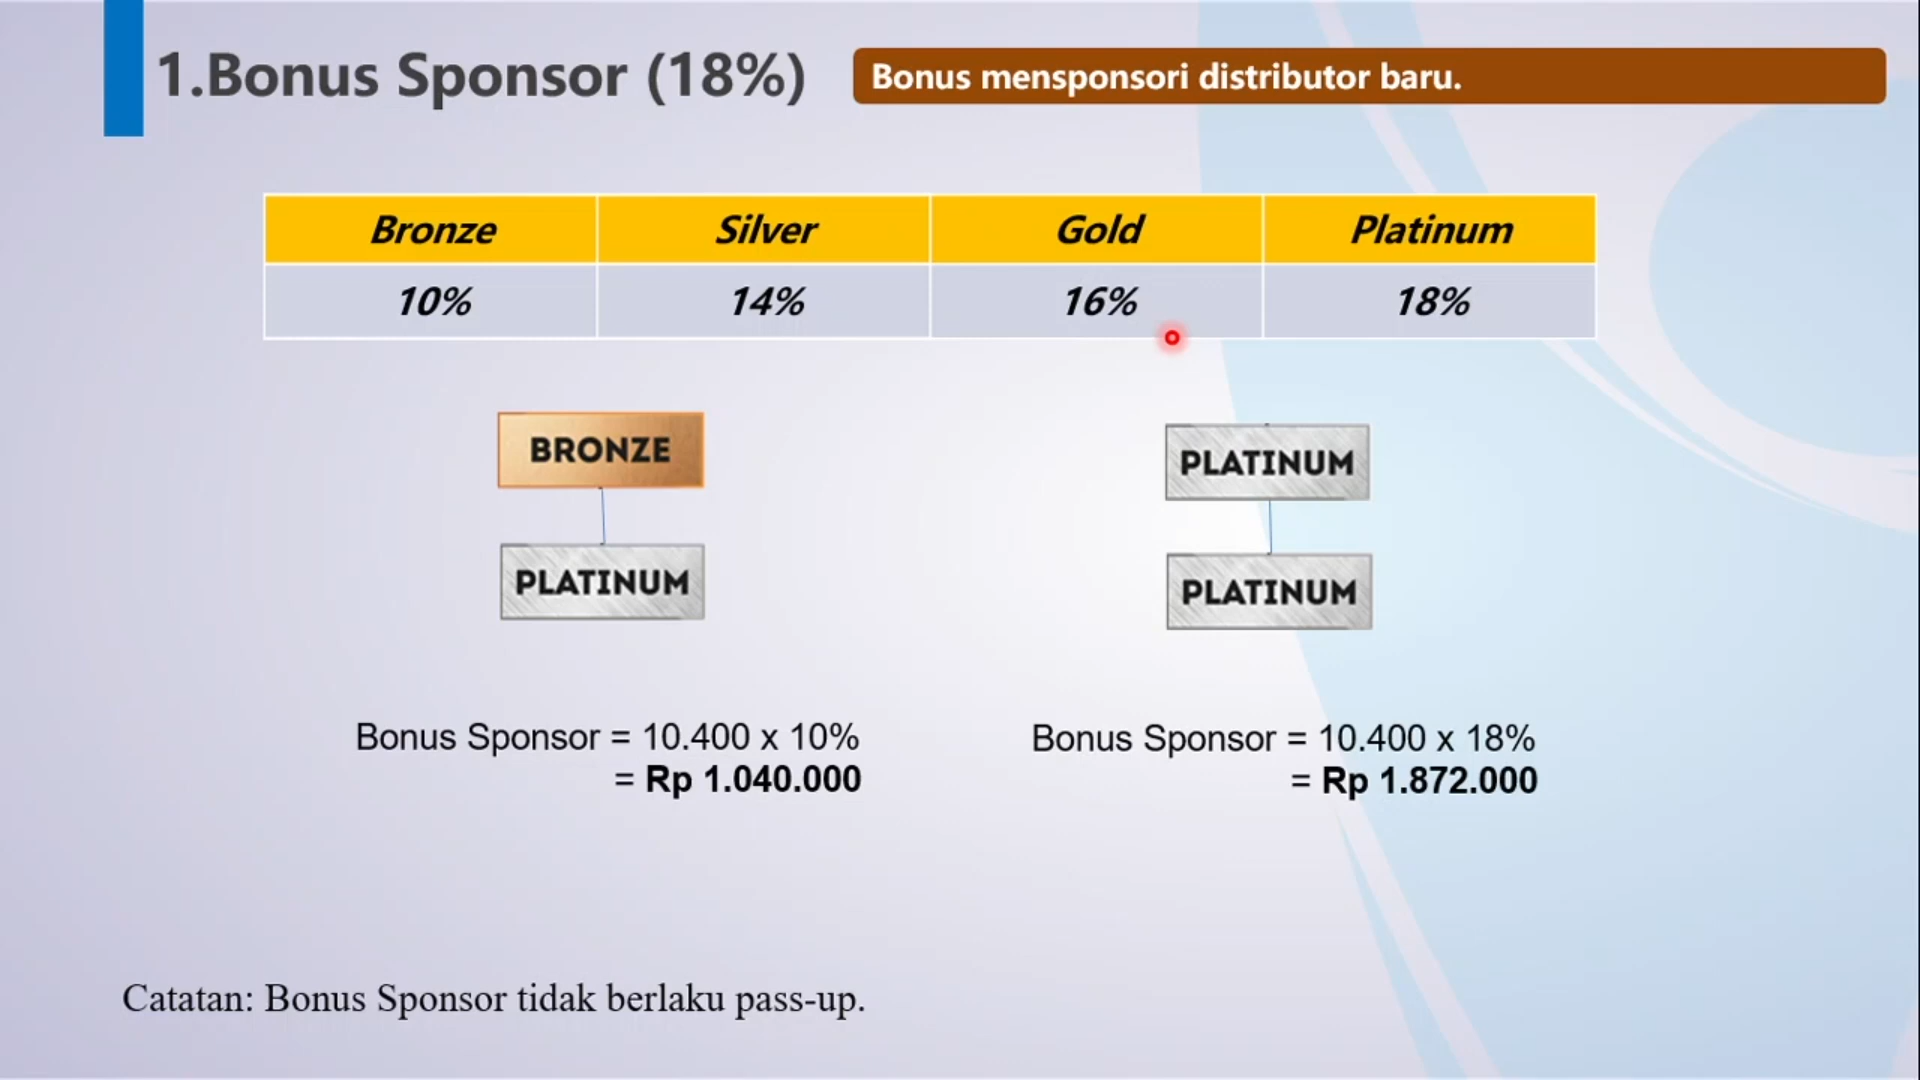 1.Bonus Sponsor (18%)
Bonus mensponsori distributor baru.
Bronze Silver Gold Platinum
10% 14% 16% 18%
BRONZE
PLATINUM
PLATINUM
PLATINUM
Bonus Sponsor = 10.400 x 10%
= Rp 1.040.000
Bonus Sponsor = 10.400 x 18%
= Rp 1.872.000
Catatan: Bonus Sponsor tidak berlaku pass-up.